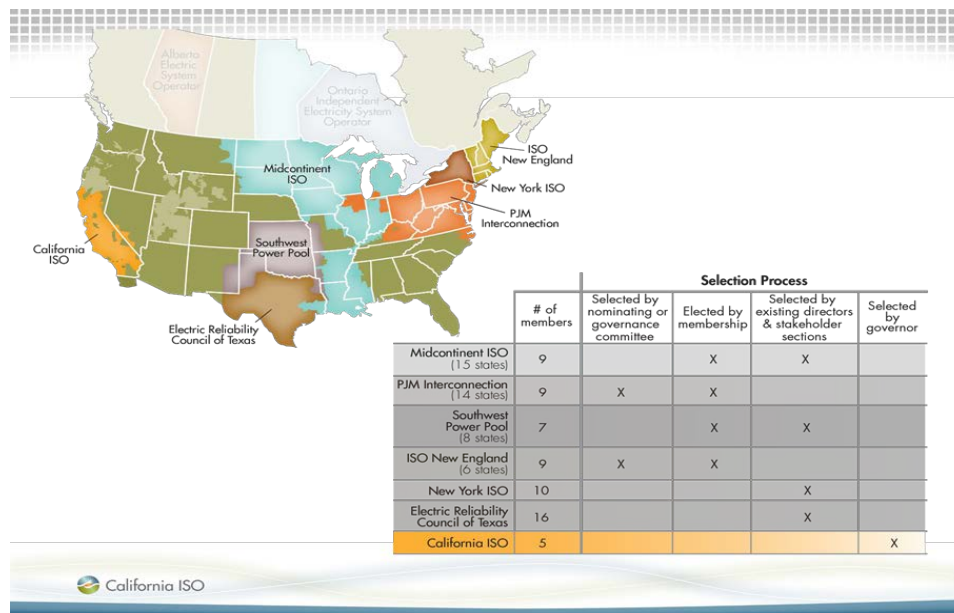 Alberta
Electric
System
Operator
Ontario
Independent
Electricity System
Operator
ISO
New England
Midcontinent
ISO
New York ISO
PJM
Interconnection
California
ISO
Southwest
Power Pool
Electric Reliability
Council of Texas
Selection Process
# of
members
Selected by
nominating or
governance
committee
Elected by
membership
Selected by
existing directors
& stakeholder
sections
Selected
by
governor
Midcontinent ISO
(15 states)
9
X
X
PJM Interconnection
(14 states)
9
X
X
Southwest
Power Pool
(8 states)
7
X
X
ISO New England
(6 states)
9
X
X
New York ISO
10
X
Electric Reliability
Council of Texas
16
X
California ISO
5
X
California ISO